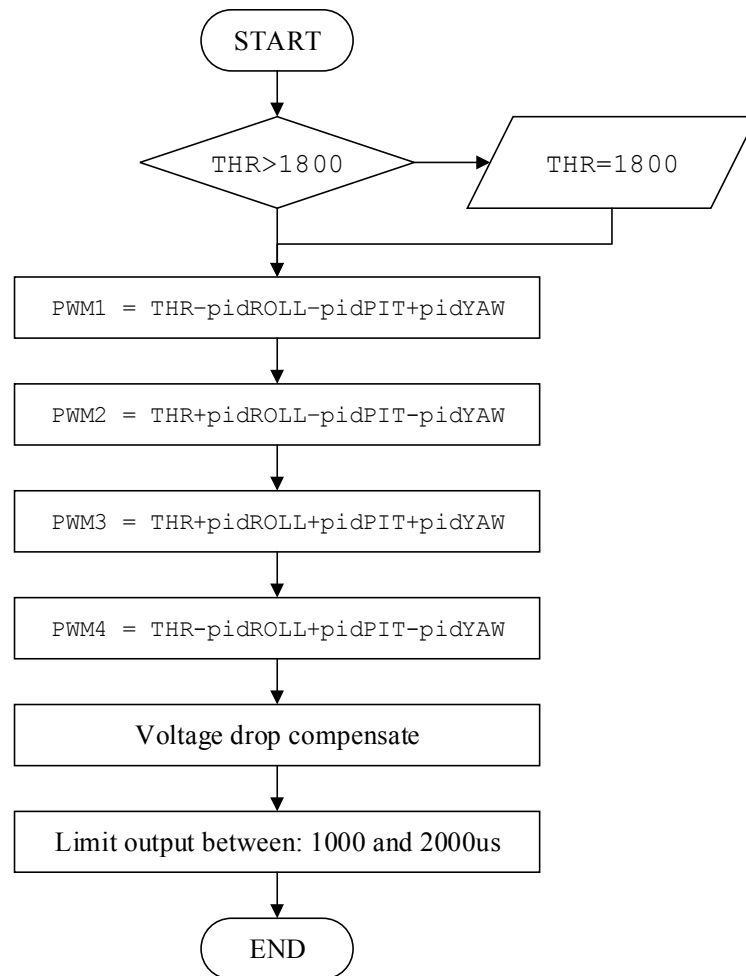 START
THR>1800
THR=1800
PWM1 = THR-pidROLL-pidPIT+pidYAW
PWM2 = THR+pidROLL-pidPIT-pidYAW
PWM3 = THR+pidROLL+pidPIT+pidYAW
PWM4 = THR-pidROLL+pidPIT-pidYAW
Voltage drop compensate
Limit output between: 1000 and 2000us
END